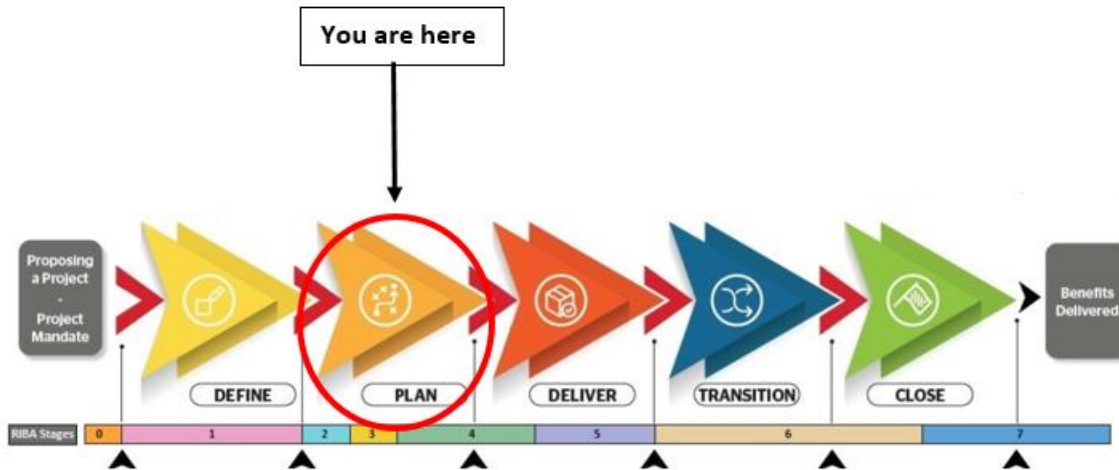 You are here
Proposing
a Project
-
Project
Mandate
Benefits
Delivered
DEFINE
PLAN
DELIVER
TRANSITION
CLOSE
RIBA Stages
0
1
2
3
4
5
6
7